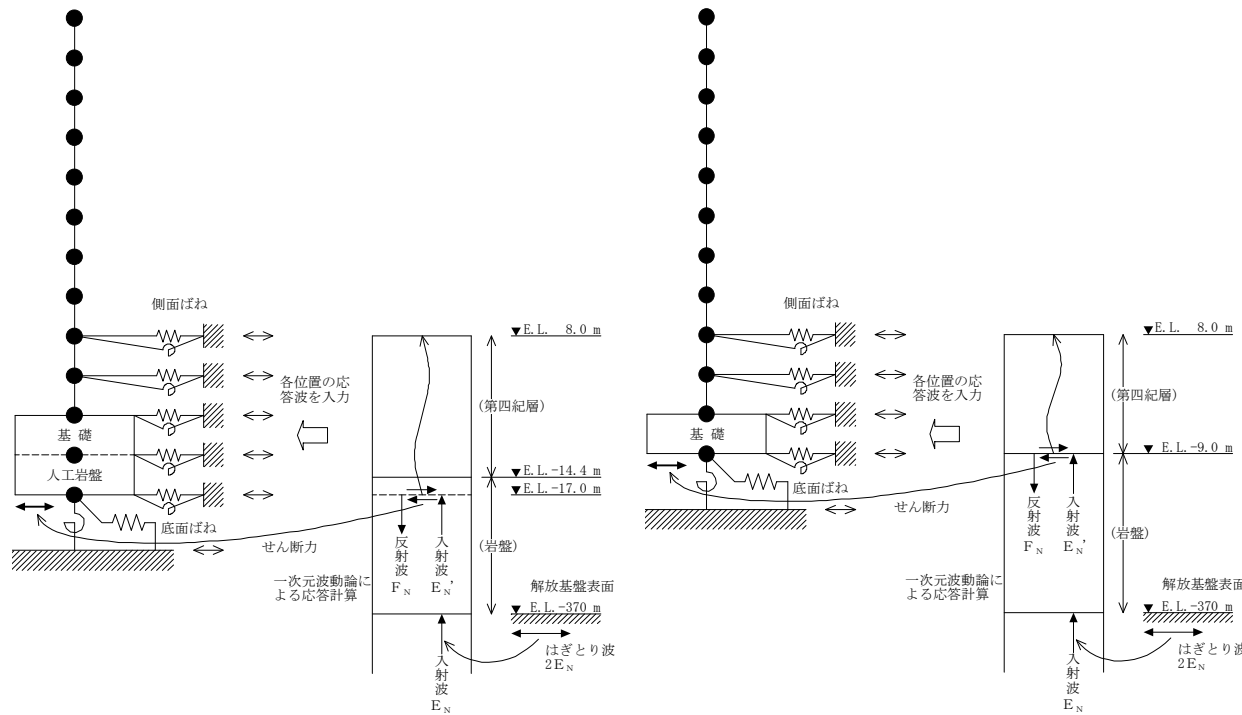 側面ばね
各位置の応
答波を入力
基 礎
人工岩盤
底面ばね
せん断力
一次元波動論に
よる応答計算
反射波
F_N
入射波
E_N'
(第四紀層)
(岩盤)
E.L. 8.0 m
E.L.-14.4 m
E.L.-17.0 m
解放基盤表面
E.L.-370 m
はぎとり波
2E_N
入射波
E_N
側面ばね
各位置の応
答波を入力
基 礎
底面ばね
せん断力
一次元波動論に
よる応答計算
反射波
F_N
入射波
E_N'
(第四紀層)
(岩盤)
E.L. 8.0 m
E.L.-9.0 m
解放基盤表面
E.L.-370 m
はぎとり波
2E_N
入射波
E_N